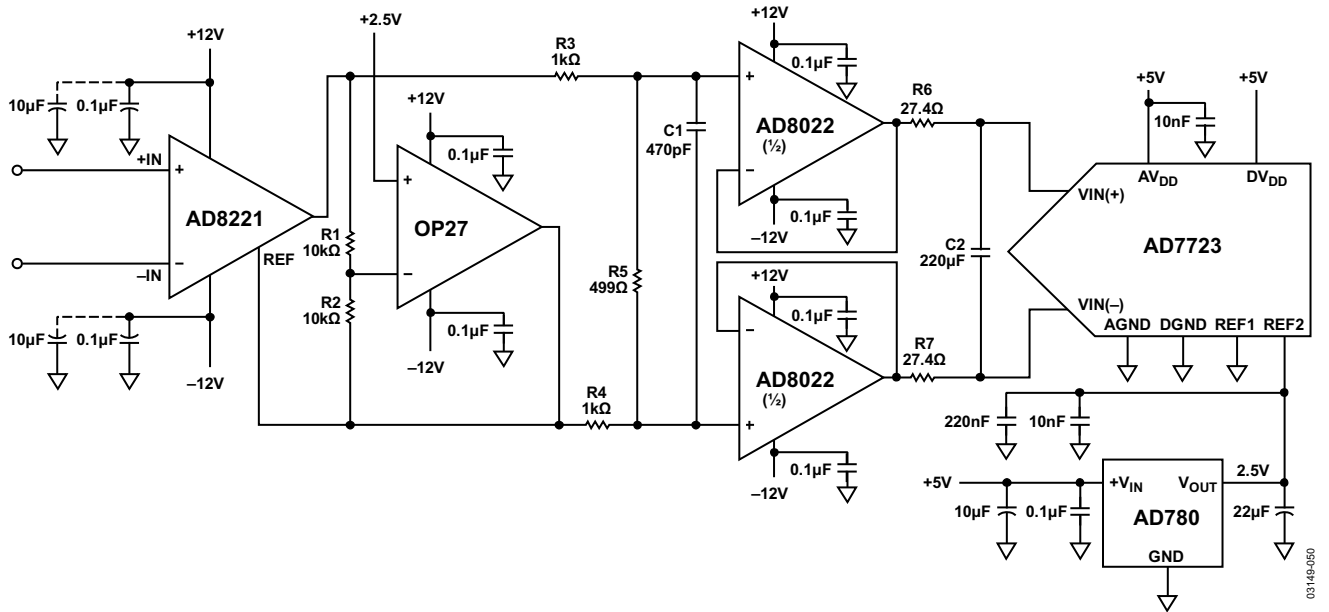 +12V
10µF
0.1µF
+IN
+
AD8221
–
–IN
REF
10µF
0.1µF
–12V
+2.5V
+12V
0.1µF
+
OP27
–
R1
10kΩ
R2
10kΩ
0.1µF
–12V
R3
1kΩ
R5
499Ω
R4
1kΩ
C1
470pF
+12V
0.1µF
+
AD8022
(½)
–
0.1µF
–12V
+12V
0.1µF
–
AD8022
(½)
+
0.1µF
–12V
R6
27.4Ω
C2
220µF
R7
27.4Ω
+5V
10nF
+5V
AVDD
DVDD
VIN(+)
AD7723
VIN(–)
AGND
DGND
REF1
REF2
220nF
10nF
+5V
10µF
0.1µF
+VIN
VOUT
2.5V
AD780
GND
22µF
03149-050